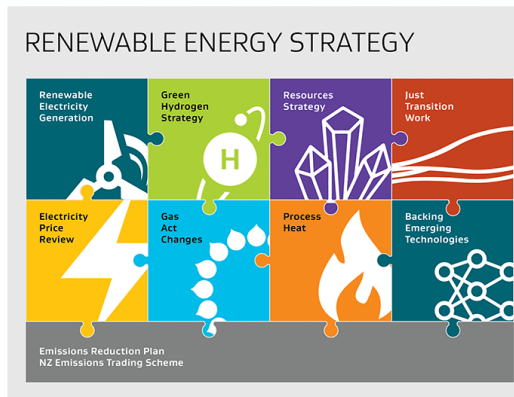 RENEWABLE ENERGY STRATEGY
Renewable
Electricity
Generation
Green
Hydrogen
Strategy
H
Resources
Strategy
Just
Transition
Work
Electricity
Price
Review
Gas
Act
Changes
Process
Heat
Backing
Emerging
Technologies
Emissions Reduction Plan
NZ Emissions Trading Scheme